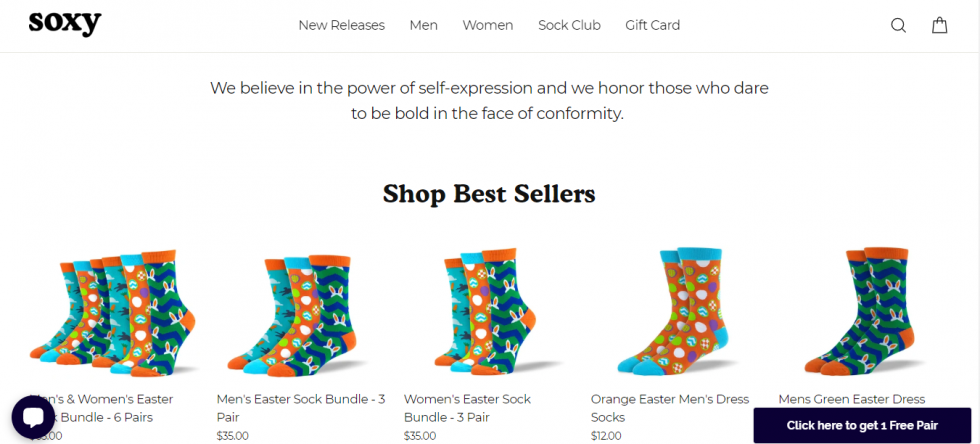 soxy
New Releases Men Women Sock Club Gift Card
We believe in the power of self-expression and we honor those who dare
to be bold in the face of conformity.
Shop Best Sellers
& Women's Easter
Bundle - 6 Pairs
Men's Easter Sock Bundle - 3
Pair
$35.00
Women's Easter Sock
Bundle - 3 Pair
$35.00
Orange Easter Men's Dress
Socks
$12.00
Mens Green Easter Dress
Click here to get 1 Free Pair